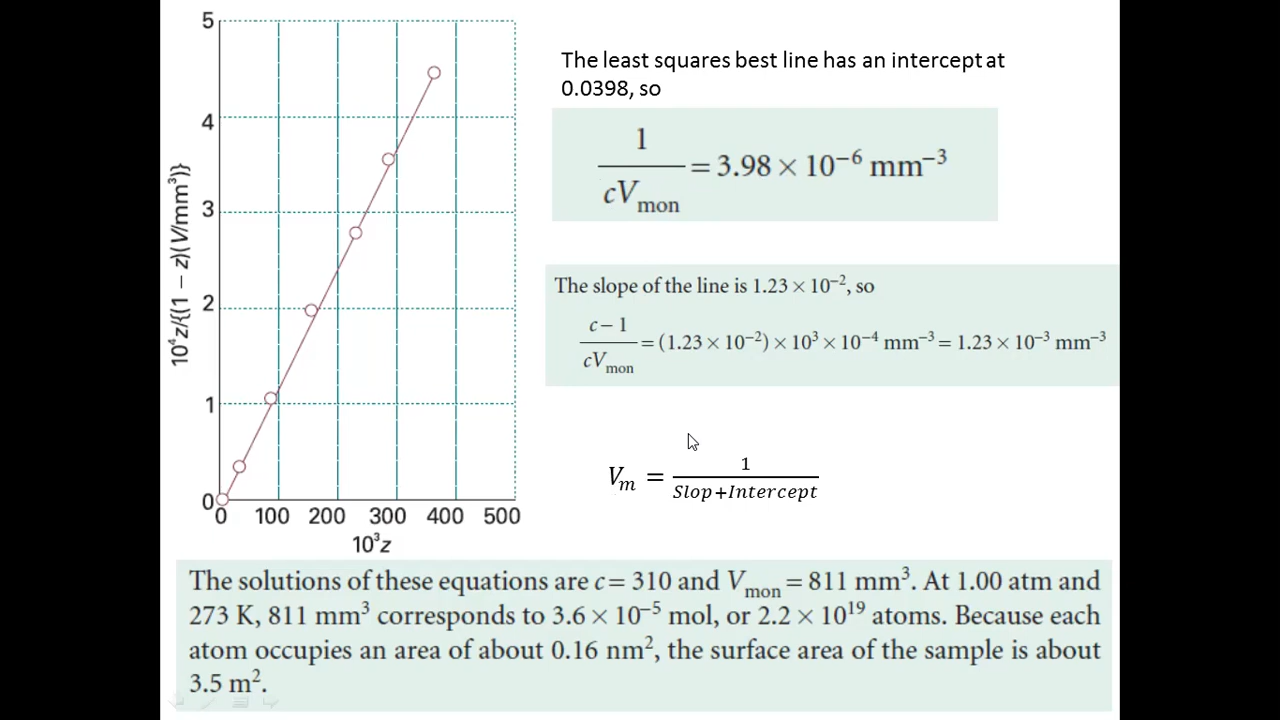 The least squares best line has an intercept at
0.0398, so
1/cV_mon = 3.98 × 10⁻⁶ mm⁻³
The slope of the line is 1.23 × 10⁻², so
c – 1/cV_mon = (1.23 × 10⁻²) × 10³ × 10⁻⁴ mm⁻³ = 1.23 × 10⁻³ mm⁻³
V_m = 1/Slop+Intercept
10⁴z/{(1 – z)(V/mm³)}
5
4
3
2
1
0
0 100 200 300 400 500
10³z
The solutions of these equations are c = 310 and V_mon = 811 mm³. At 1.00 atm and
273 K, 811 mm³ corresponds to 3.6 × 10⁻⁵ mol, or 2.2 × 10¹⁹ atoms. Because each
atom occupies an area of about 0.16 nm², the surface area of the sample is about
3.5 m².